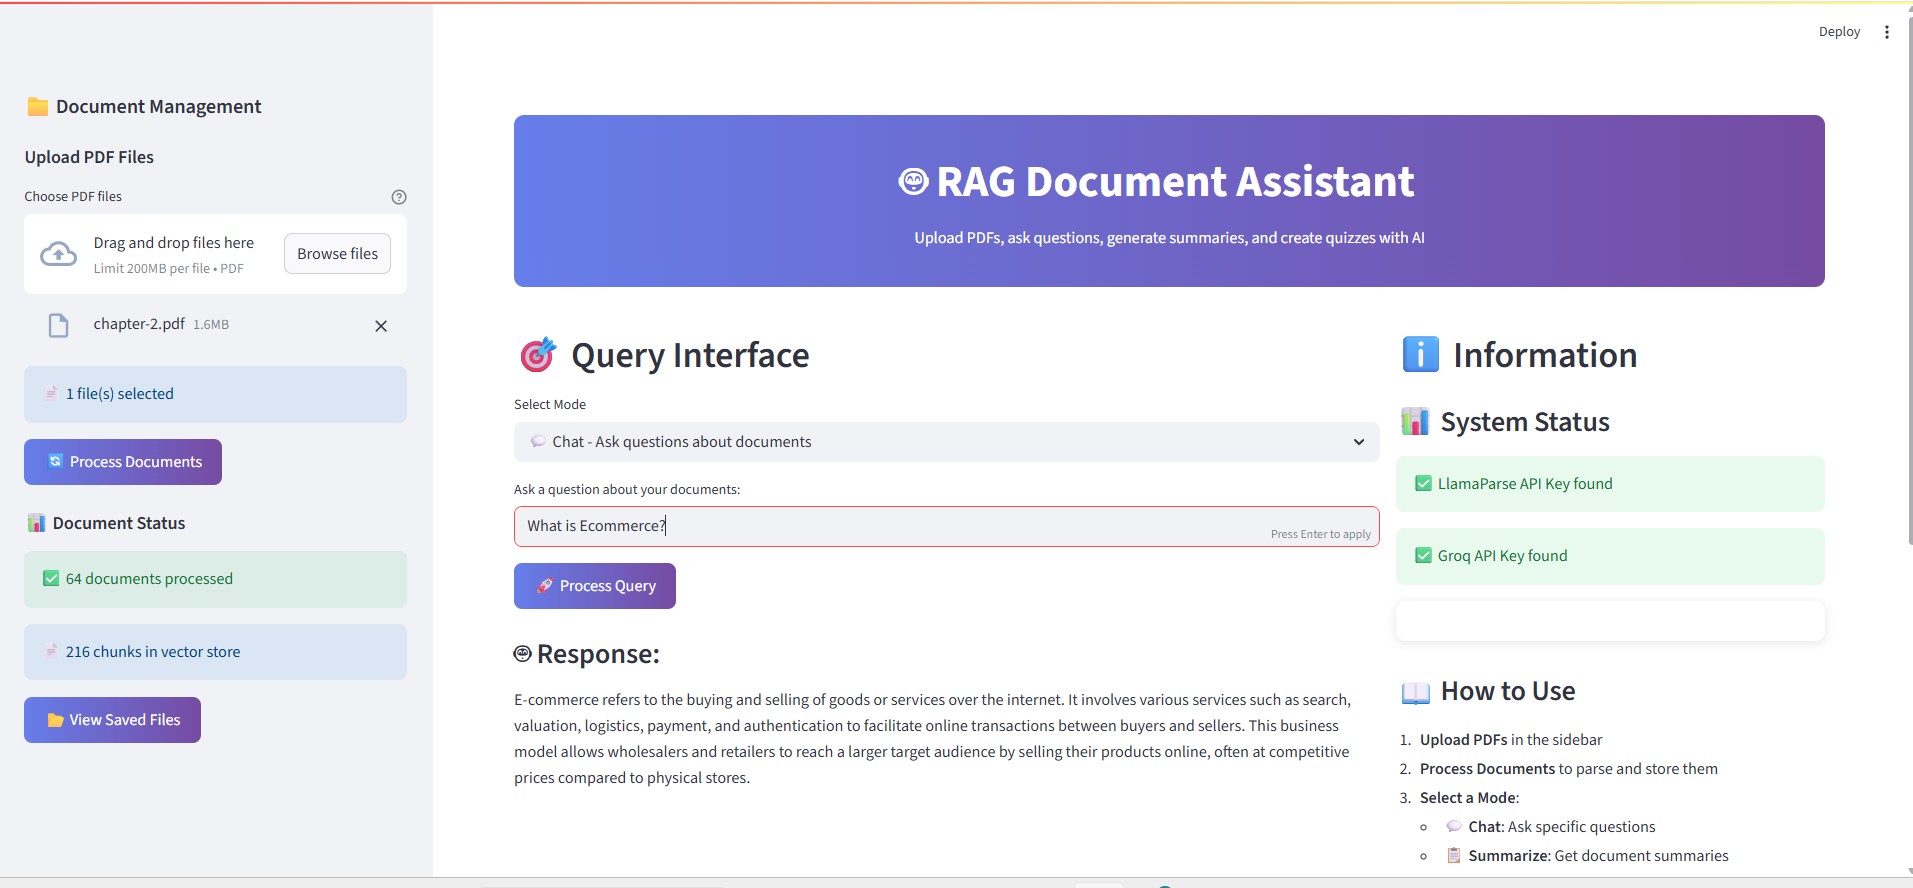 Deploy
Document Management
Upload PDF Files
Choose PDF files
Drag and drop files here
Limit 200MB per file • PDF
Browse files
chapter-2.pdf 1.6MB
1 file(s) selected
Process Documents
Document Status
64 documents processed
216 chunks in vector store
View Saved Files
RAG Document Assistant
Upload PDFs, ask questions, generate summaries, and create quizzes with AI
Query Interface
Select Mode
Chat - Ask questions about documents
Ask a question about your documents:
What is Ecommerce?
Press Enter to apply
Process Query
Response:
E-commerce refers to the buying and selling of goods or services over the internet. It involves various services such as search,
valuation, logistics, payment, and authentication to facilitate online transactions between buyers and sellers. This business
model allows wholesalers and retailers to reach a larger target audience by selling their products online, often at competitive
prices compared to physical stores.
Information
System Status
LlamaParse API Key found
Groq API Key found
How to Use
1. Upload PDFs in the sidebar
2. Process Documents to parse and store them
3. Select a Mode:
Chat: Ask specific questions
Summarize: Get document summaries